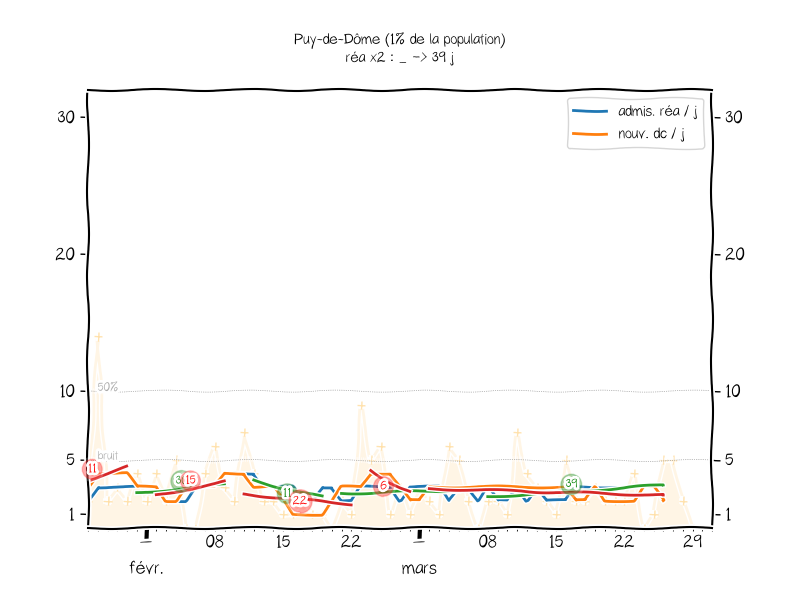 Puy-de-Dôme (1% de la population)
réa x2 : _ -> 39 j
admis. réa / j
nouv. dc / j
30 30
20 20
10 50% 10
5 bruit 5
1 1
11 15 11 22 6 39
08 15 22 08 15 22 29
févr. mars